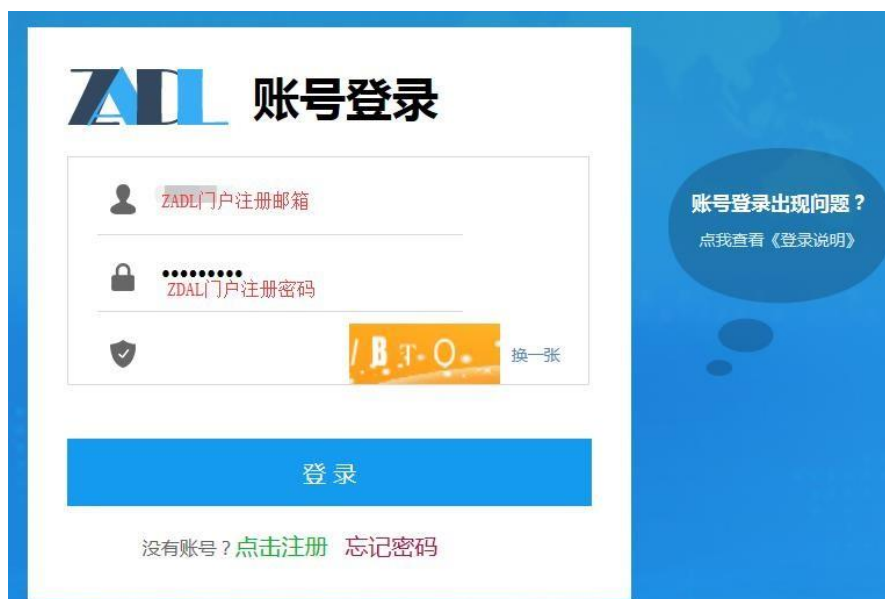 ZADL 账号登录
ZADL门户注册邮箱
•••••••••
ZDAL门户注册密码
换一张
登录
没有账号？点击注册 忘记密码
账号登录出现问题？
点我查看《登录说明》